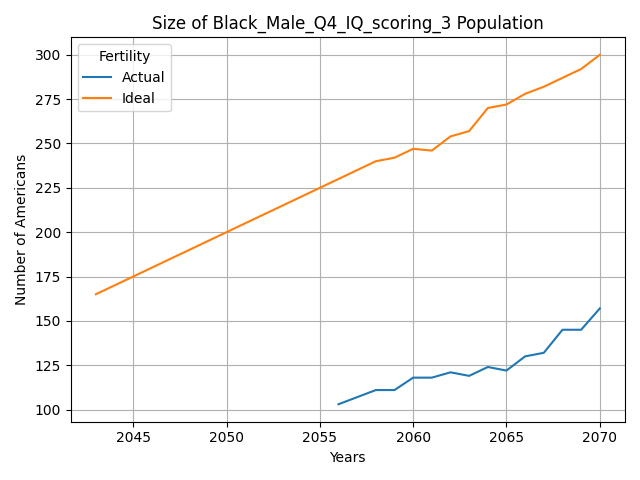 Size of Black_Male_Q4_IQ_scoring_3 Population
Fertility
Actual
Ideal
Number of Americans
300
275
250
225
200
175
150
125
100
2045
2050
2055
2060
2065
2070
Years